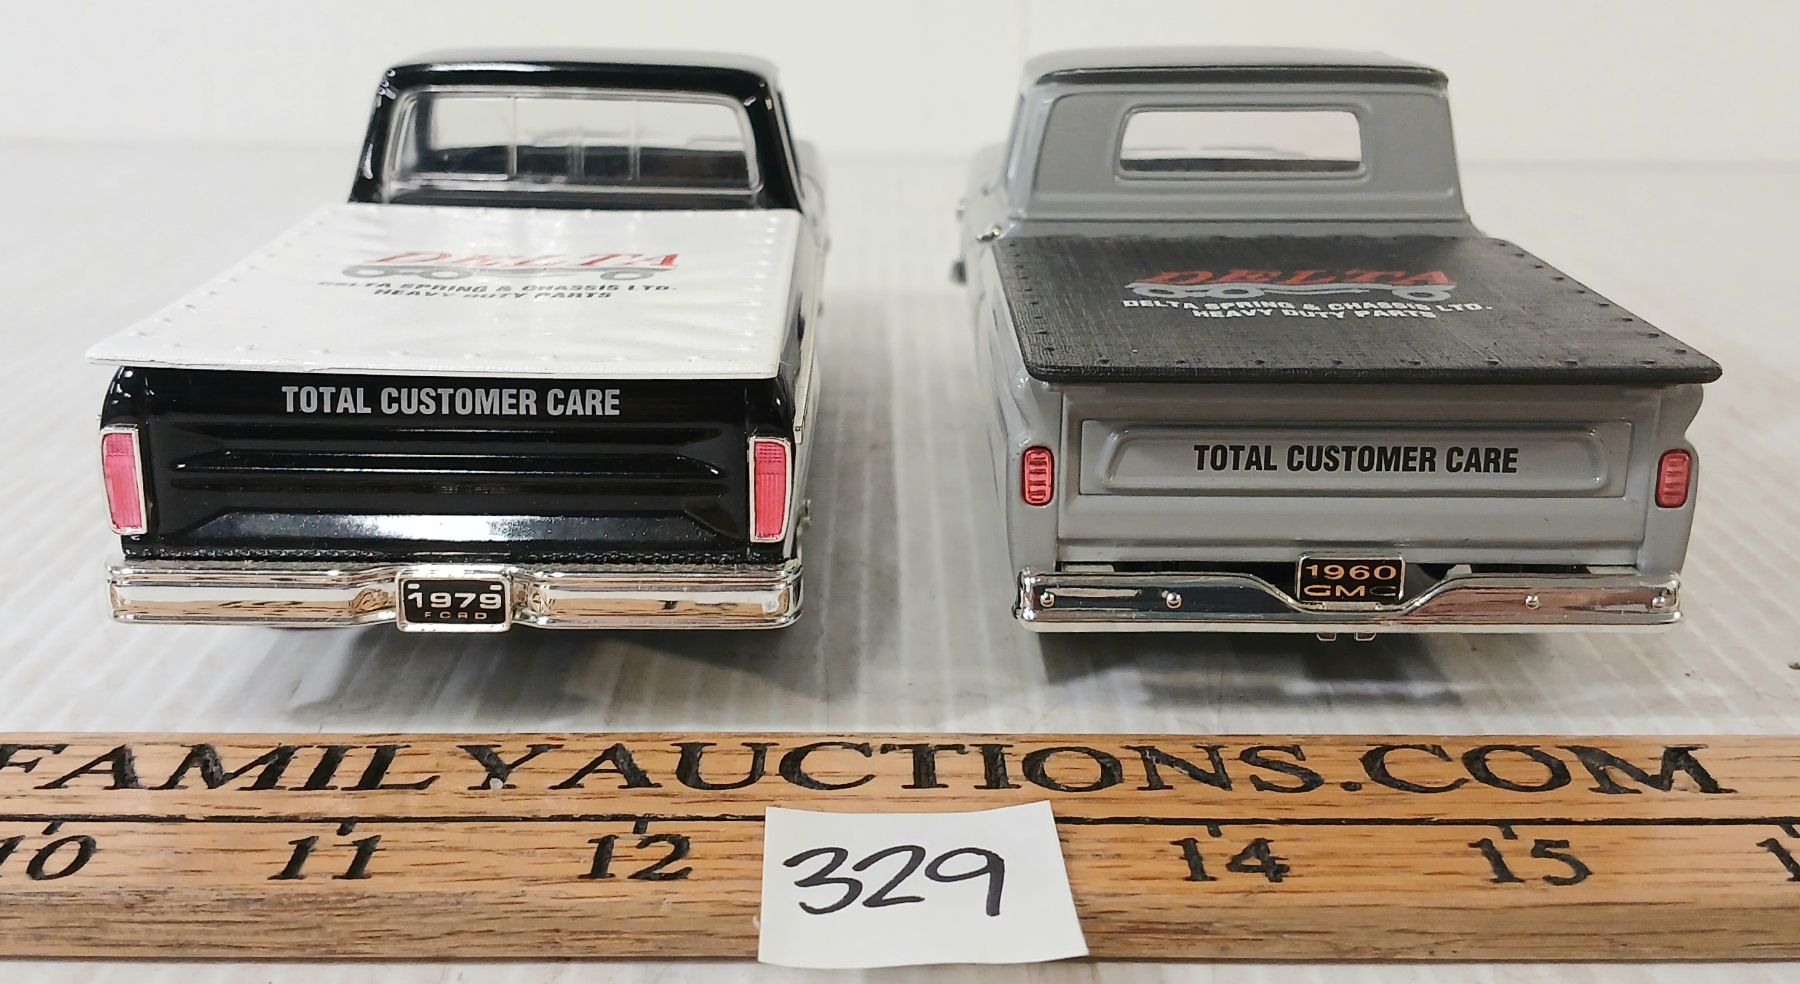 DELTA
DELTA SPRING & CHASSIS LTD.
HEAVY DUTY PARTS
TOTAL CUSTOMER CARE
1979
FORD
DELTA
DELTA SPRING & CHASSIS LTD.
HEAVY DUTY PARTS
TOTAL CUSTOMER CARE
1960
GMC
FAMILYAUCTIONS.COM
10 11 12 14 15 1
329